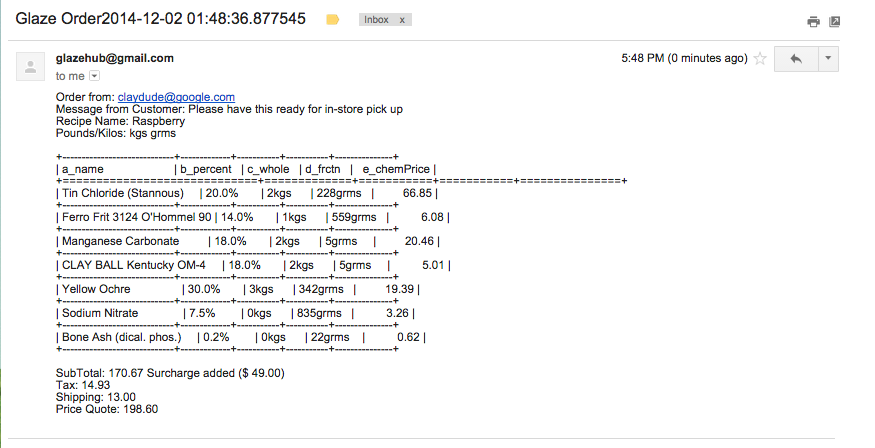 Glaze Order2014-12-02 01:48:36.877545 Inbox x
glazehub@gmail.com 5:48 PM (0 minutes ago)
to me
Order from: claydude@google.com
Message from Customer: Please have this ready for in-store pick up
Recipe Name: Raspberry
Pounds/Kilos: kgs grms
+--------------------------+-------------+-----------+-----------+---------------+
| a_name | b_percent | c_whole | d_frctn | e_chemPrice |
+==========================+=============+===========+===========+===============+
| Tin Chloride (Stannous) | 20.0% | 2kgs | 228grms | 66.85 |
+--------------------------+-------------+-----------+-----------+---------------+
| Ferro Frit 3124 O'Hommel 90 | 14.0% | 1kgs | 559grms | 6.08 |
+--------------------------+-------------+-----------+-----------+---------------+
| Manganese Carbonate | 18.0% | 2kgs | 5grms | 20.46 |
+--------------------------+-------------+-----------+-----------+---------------+
| CLAY BALL Kentucky OM-4 | 18.0% | 2kgs | 5grms | 5.01 |
+--------------------------+-------------+-----------+-----------+---------------+
| Yellow Ochre | 30.0% | 3kgs | 342grms | 19.39 |
+--------------------------+-------------+-----------+-----------+---------------+
| Sodium Nitrate | 7.5% | 0kgs | 835grms | 3.26 |
+--------------------------+-------------+-----------+-----------+---------------+
| Bone Ash (dical. phos.) | 0.2% | 0kgs | 22grms | 0.62 |
+--------------------------+-------------+-----------+-----------+---------------+
SubTotal: 170.67 Surcharge added ($ 49.00)
Tax: 14.93
Shipping: 13.00
Price Quote: 198.60